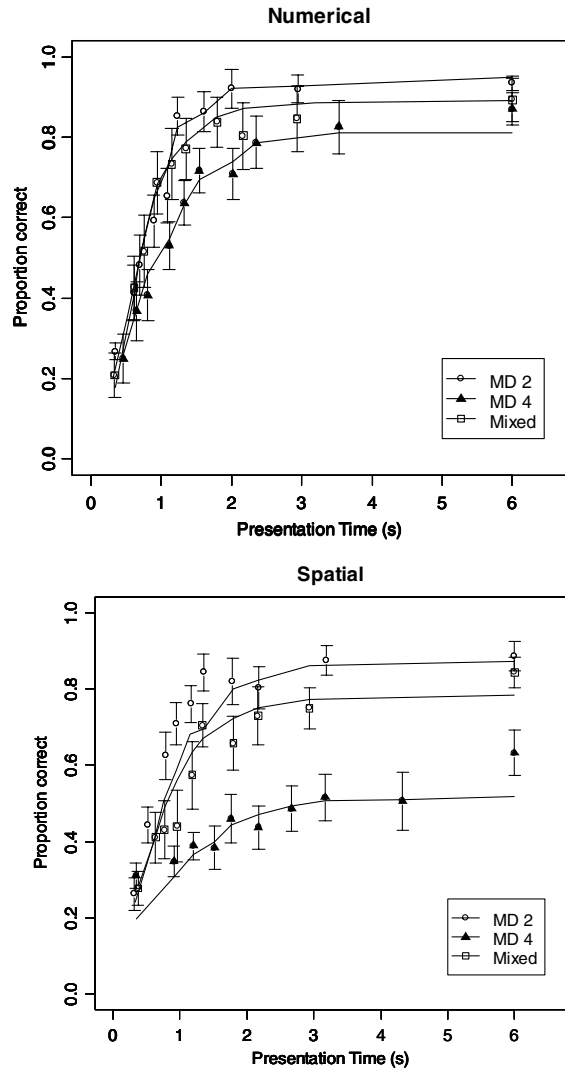 Numerical
Proportion correct
1.0
0.8
0.6
0.4
0.2
0.0
MD 2
MD 4
Mixed
0 1 2 3 4 5 6
Presentation Time (s)
Spatial
Proportion correct
1.0
0.8
0.6
0.4
0.2
0.0
MD 2
MD 4
Mixed
0 1 2 3 4 5 6
Presentation Time (s)